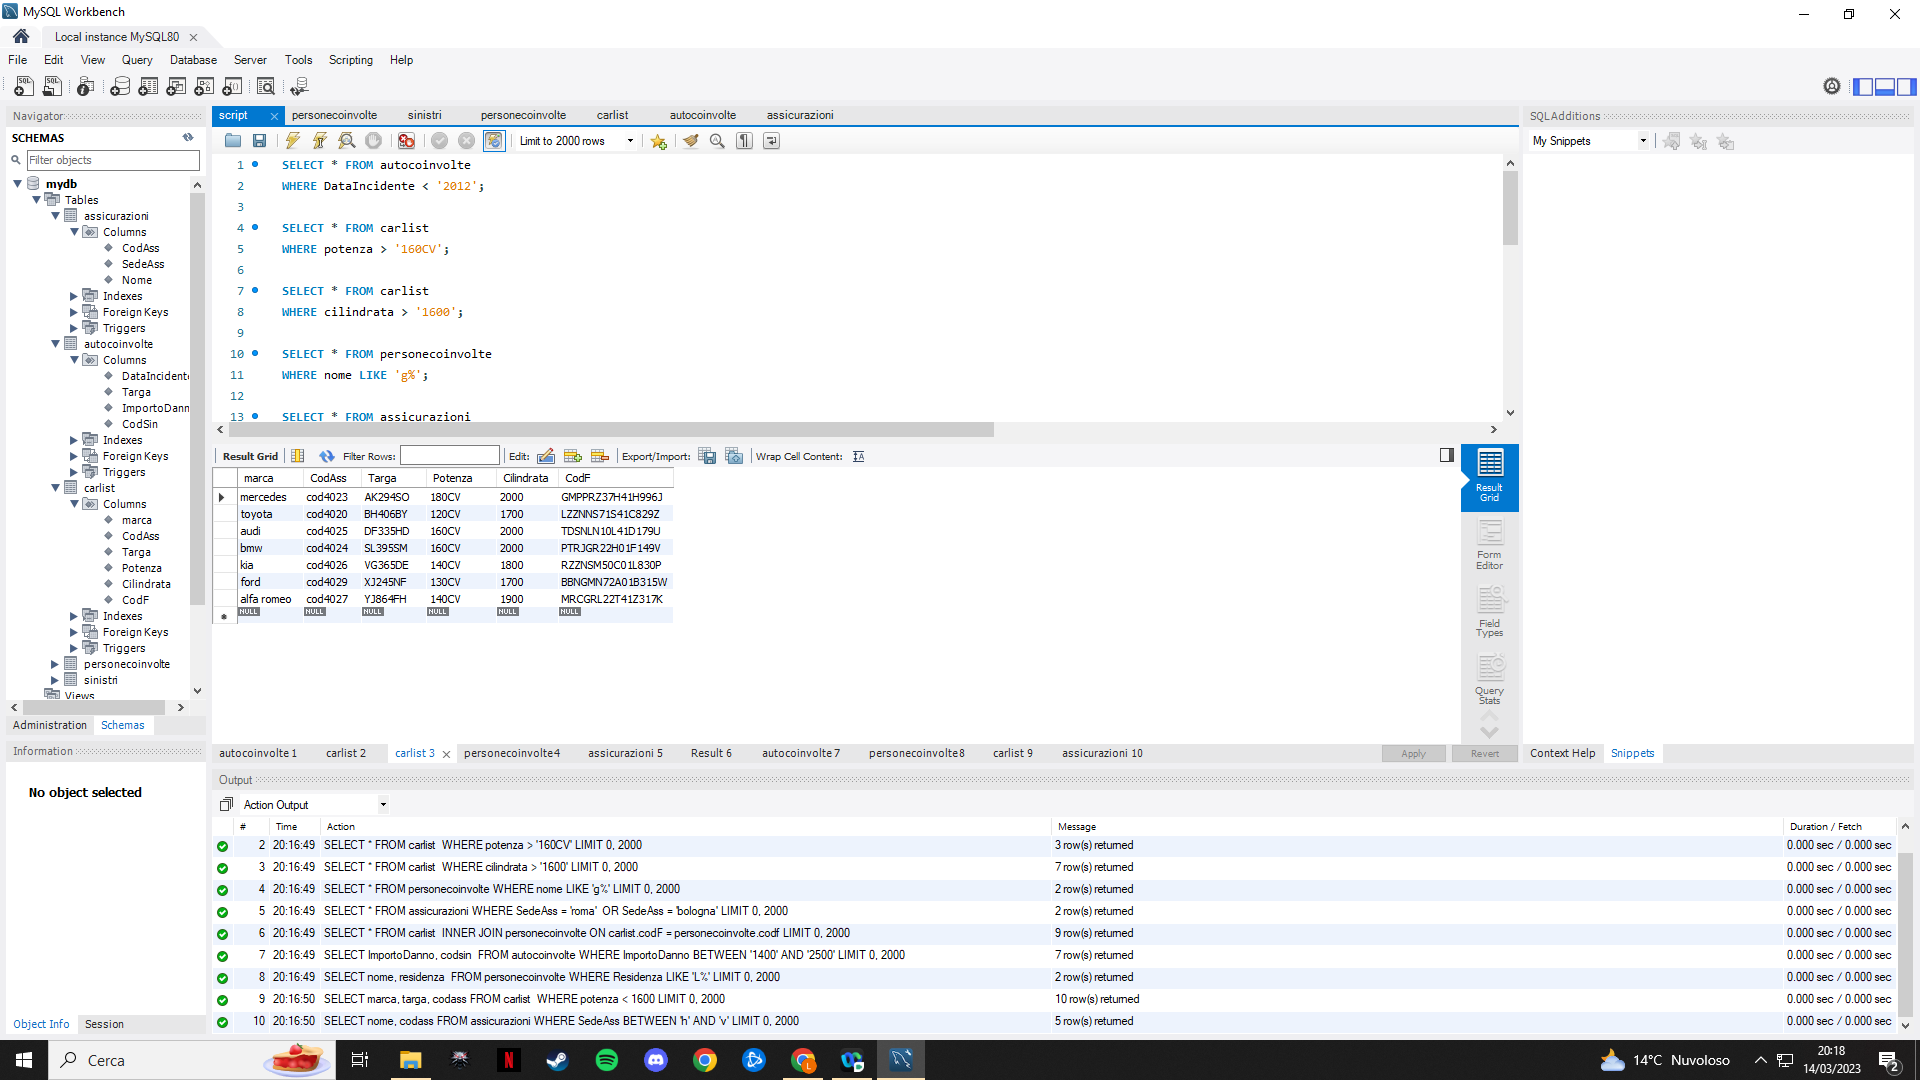 MySQL Workbench
Local instance MySQL80
File Edit View Query Database Server Tools Scripting Help
Navigator
SCHEMAS
Filter objects
mydb
Tables
assicurazioni
Columns
CodAss
SedeAss
Nome
Indexes
Foreign Keys
Triggers
autocoinvolte
Columns
DataIncidente
Targa
ImportoDann
CodSin
Indexes
Foreign Keys
Triggers
carlist
Columns
marca
CodAss
Targa
Potenza
Cilindrata
CodF
Indexes
Foreign Keys
Triggers
personecoinvolte
sinistri
Views
Administration Schemas
Information
No object selected
Object Info Session
script personecoinvolte sinistri personecoinvolte carlist autocoinvolte assicurazioni
Limit to 2000 rows
1 SELECT * FROM autocoinvolte
2 WHERE DataIncidente < '2012';
3
4 SELECT * FROM carlist
5 WHERE potenza > '160CV';
6
7 SELECT * FROM carlist
8 WHERE cilindrata > '1600';
9
10 SELECT * FROM personecoinvolte
11 WHERE nome LIKE 'g%';
12
13 SELECT * FROM assicurazioni
Result Grid Filter Rows: Edit: Export/Import: Wrap Cell Content:
marca CodAss Targa Potenza Cilindrata CodF
mercedes cod4023 AK294SO 180CV 2000 GMPPRZ37H41H996J
toyota cod4020 BH406BY 120CV 1700 LZZNNS71S41C829Z
audi cod4025 DF335HD 160CV 2000 TDSNLN10L41D179U
bmw cod4024 SL395SM 160CV 2000 PTRJGR22H01F149V
kia cod4026 VG365DE 140CV 1800 RZZNSM50C01L830P
ford cod4029 XJ245NF 130CV 1700 BBNGMN72A01B315W
alfa romeo cod4027 YJ864FH 140CV 1900 MRCGRL22T41Z317K
NULL NULL NULL NULL NULL NULL
Result Grid
Form Editor
Field Types
Query Stats
autocoinvolte 1 carlist 2 carlist 3 personecoinvolte 4 assicurazioni 5 Result 6 autocoinvolte 7 personecoinvolte 8 carlist 9 assicurazioni 10
Apply Revert
SQLAdditions
My Snippets
Context Help Snippets
Output
Action Output
# Time Action Message Duration / Fetch
2 20:16:49 SELECT * FROM carlist WHERE potenza > '160CV' LIMIT 0, 2000 3 row(s) returned 0.000 sec / 0.000 sec
3 20:16:49 SELECT * FROM carlist WHERE cilindrata > '1600' LIMIT 0, 2000 7 row(s) returned 0.000 sec / 0.000 sec
4 20:16:49 SELECT * FROM personecoinvolte WHERE nome LIKE 'g%' LIMIT 0, 2000 2 row(s) returned 0.000 sec / 0.000 sec
5 20:16:49 SELECT * FROM assicurazioni WHERE SedeAss = 'roma' OR SedeAss = 'bologna' LIMIT 0, 2000 2 row(s) returned 0.000 sec / 0.000 sec
6 20:16:49 SELECT * FROM carlist INNER JOIN personecoinvolte ON carlist.codF = personecoinvolte.codf LIMIT 0, 2000 9 row(s) returned 0.000 sec / 0.000 sec
7 20:16:49 SELECT ImportoDanno, codsin FROM autocoinvolte WHERE ImportoDanno BETWEEN '1400' AND '2500' LIMIT 0, 2000 7 row(s) returned 0.000 sec / 0.000 sec
8 20:16:49 SELECT nome, residenza FROM personecoinvolte WHERE Residenza LIKE 'L%' LIMIT 0, 2000 2 row(s) returned 0.000 sec / 0.000 sec
9 20:16:50 SELECT marca, targa, codass FROM carlist WHERE potenza < 1600 LIMIT 0, 2000 10 row(s) returned 0.000 sec / 0.000 sec
10 20:16:50 SELECT nome, codass FROM assicurazioni WHERE SedeAss BETWEEN 'h' AND 'v' LIMIT 0, 2000 5 row(s) returned 0.000 sec / 0.000 sec
Cerca
14°C Nuvoloso
20:18
14/03/2023
2